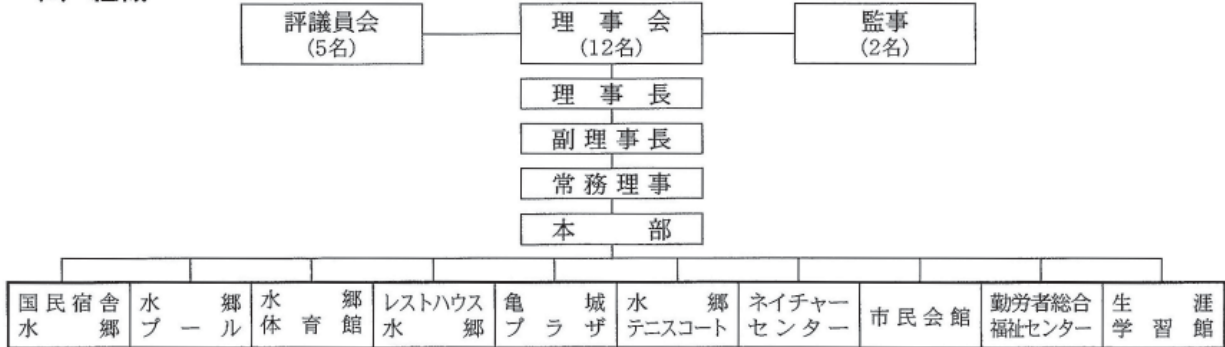 評議員会
(5名)
理事会
(12名)
監事
(2名)
理事長
副理事長
常務理事
本部
国民宿舎
水郷
水郷
プール
水郷
体育館
レストハウス
水郷
亀城
プラザ
水郷
テニスコート
ネイチャー
センター
市民会館
勤労者総合
福祉センター
生涯
学習館